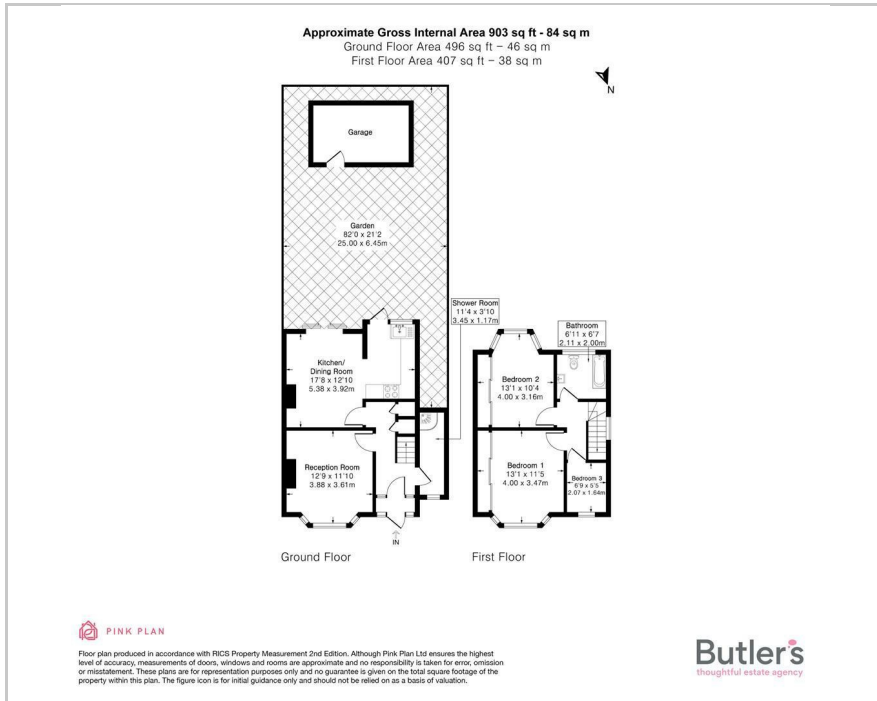 Approximate Gross Internal Area 903 sq ft - 84 sq m
Ground Floor Area 496 sq ft – 46 sq m
First Floor Area 407 sq ft – 38 sq m
N
Garage
Garden
82'0 x 21'2
25.00 x 6.45m
Shower Room
11'4 x 3'10
3.45 x 1.17m
Bathroom
6'11 x 6'7
2.11 x 2.00m
Kitchen/
Dining Room
17'8 x 12'10
5.38 x 3.92m
Bedroom 2
13'1 x 10'4
4.00 x 3.16m
Reception Room
12'9 x 11'10
3.88 x 3.61m
Bedroom 1
13'1 x 11'5
4.00 x 3.47m
Bedroom 3
6'9 x 5'5
2.07 x 1.64m
IN
Ground Floor
First Floor
PINK PLAN
Floor plan produced in accordance with RICS Property Measurement 2nd Edition. Although Pink Plan Ltd ensures the highest
level of accuracy, measurements of doors, windows and rooms are approximate and no responsibility is taken for error, omission
or misstatement. These plans are for representation purposes only and no guarantee is given on the total square footage of the
property within this plan. The figure icon is for initial guidance only and should not be relied on as a basis of valuation.
Butler's
thoughtful estate agency